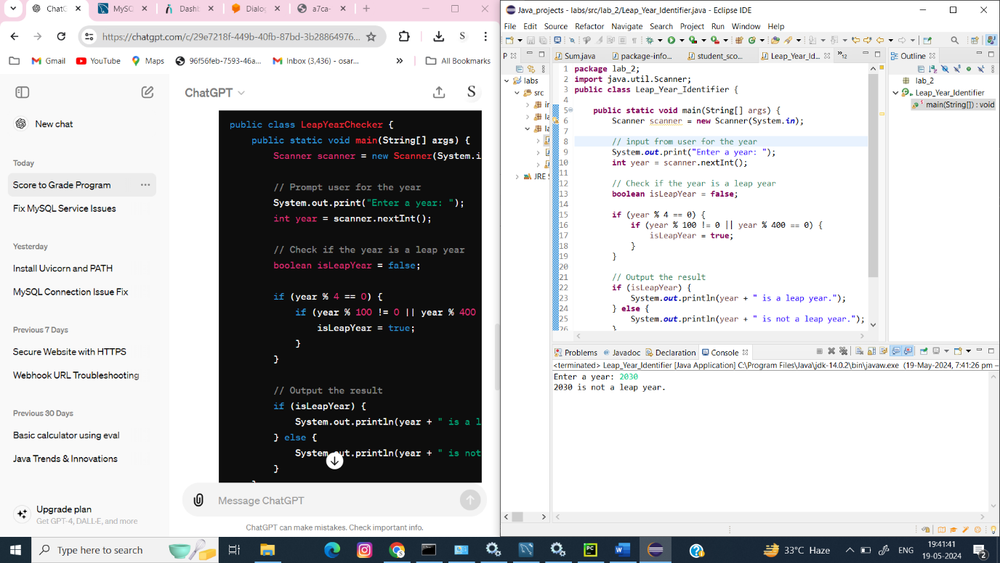 ChatG
MySC
Dashb
Dialog
a7ca-
https://chatgpt.com/c/29e7218f-449b-40fb-87bd-3b28864976...
S
Gmail
YouTube
Maps
96f56feb-7593-46a...
Inbox (3,436) - osar...
»
All Bookmarks
New chat
Today
Score to Grade Program
Fix MySQL Service Issues
Yesterday
Install Uvicorn and PATH
MySQL Connection Issue Fix
Previous 7 Days
Secure Website with HTTPS
Webhook URL Troubleshooting
Previous 30 Days
Basic calculator using eval
Java Trends & Innovations
Upgrade plan
Get GPT-4, DALL·E, and more
ChatGPT
S
public class LeapYearChecker {
public static void main(String[] args) {
Scanner scanner = new Scanner(System.i
// Prompt user for the year
System.out.print("Enter a year: ");
int year = scanner.nextInt();
// Check if the year is a leap year
boolean isLeapYear = false;
if (year % 4 == 0) {
if (year % 100 != 0 || year % 400
isLeapYear = true;
}
}
// Output the result
if (isLeapYear) {
System.out.println(year + " is a l
} else {
System.out.println(year + " is not
}
Message ChatGPT
ChatGPT can make mistakes. Check important info.
Java_projects - labs/src/lab_2/Leap_Year_Identifier.java - Eclipse IDE
File Edit Source Refactor Navigate Search Project Run Window Help
P
labs
src
JRE
Sum.java
package-info...
student_sco...
Leap_Year_Id...
»12
1 package lab_2;
2 import java.util.Scanner;
3 public class Leap_Year_Identifier {
4
5 public static void main(String[] args) {
6 Scanner scanner = new Scanner(System.in);
7
8 // input from user for the year
9 System.out.print("Enter a year: ");
10 int year = scanner.nextInt();
11
12 // Check if the year is a leap year
13 boolean isLeapYear = false;
14
15 if (year % 4 == 0) {
16 if (year % 100 != 0 || year % 400 == 0) {
17 isLeapYear = true;
18 }
19 }
20
21 // Output the result
22 if (isLeapYear) {
23 System.out.println(year + " is a leap year.");
24 } else {
25 System.out.println(year + " is not a leap year.");
26 }
Outline
lab_2
Leap_Year_Identifier
main(String[]) : void
Problems
Javadoc
Declaration
Console
<terminated> Leap_Year_Identifier [Java Application] C:\Program Files\Java\jdk-14.0.2\bin\javaw.exe (19-May-2024, 7:41:26 pm –
Enter a year: 2030
2030 is not a leap year.
Type here to search
33°C Haze
ENG
19:41:41
19-05-2024
2